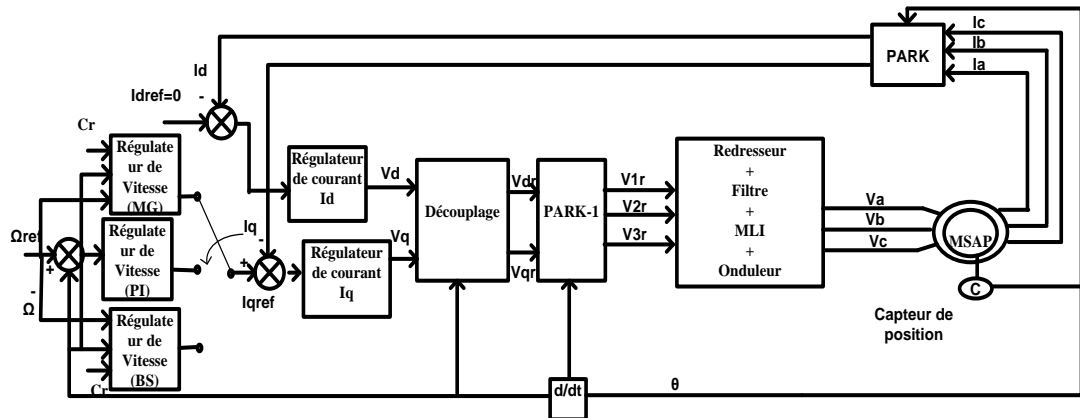 Ic
Ib
Ia
PARK
Id
-
Idref=0
Cr
Régulate
ur de
Vitesse
(MG)
Régulateur
de courant
Id
Vd
Découplage
Vdr
PARK-1
V1r
V2r
V3r
Redresseur
+
Filtre
+
MLI
+
Onduleur
Va
Vb
Vc
MSAP
Ωref
+
-
Ω
Régulate
ur de
Vitesse
(PI)
Iq
-
+
Iqref
Régulateur
de courant
Iq
Vq
Vqr
C
Capteur de
position
Régulate
ur de
Vitesse
(BS)
Cr
d/dt
θ